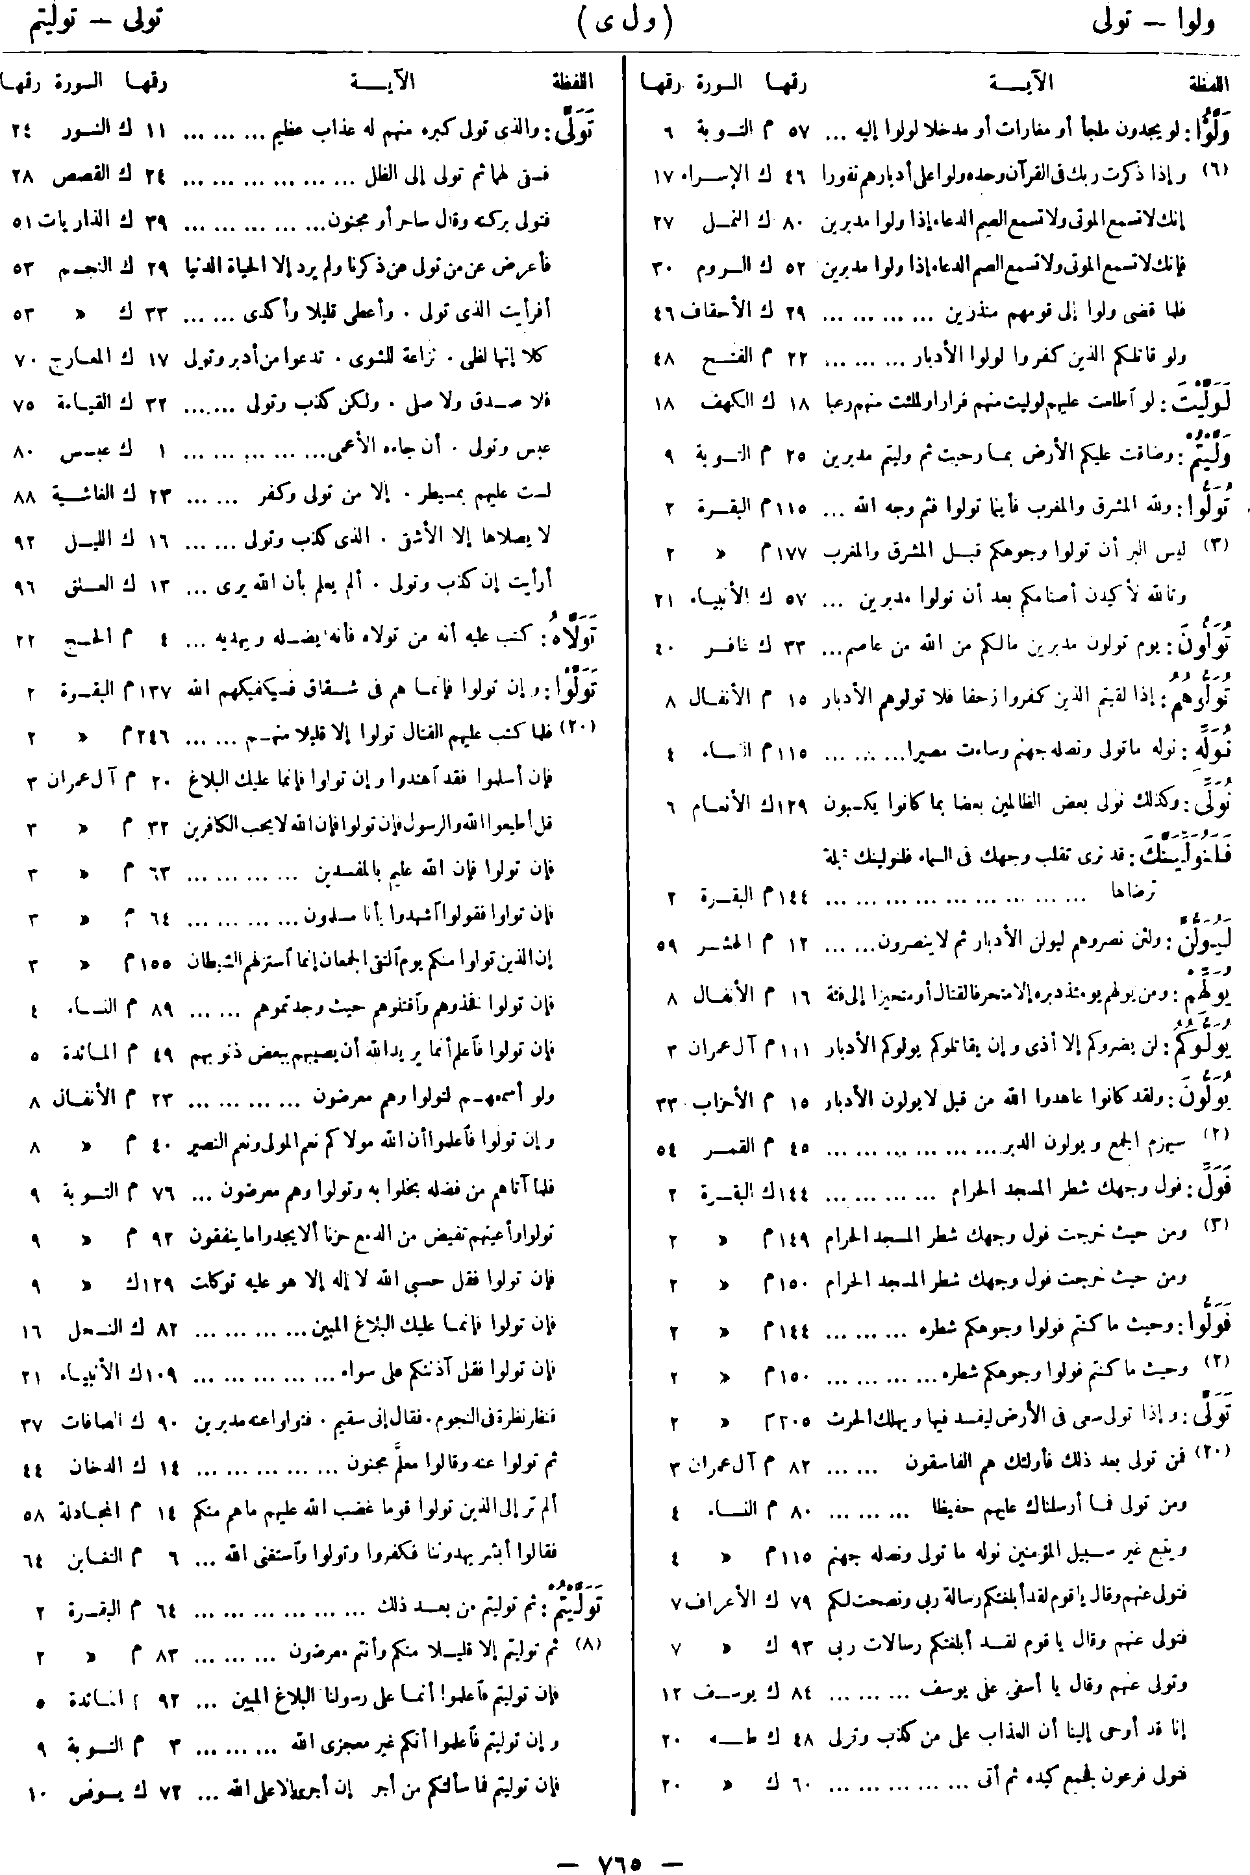 ولوا — تولى
(و ل ى)
تولى — توليتم
اللفظة الآيــة رقمها السورة رقمها
وَلَّوْا: لو يجدون ملجأ أو مغارات أو مدخلا لولوا إليه ... ٥٧ م التوبة ٩
(٦) وإذا ذكرت ربك فى القرآن وحده ولوا على أدبارهم نفورا ٤٦ ك الإسراء ١٧
إنك لا تسمع الموتى ولا تسمع الصم الدعاء إذا ولوا مدبرين ٨٠ ك النمل ٢٧
فإنك لا تسمع الموتى ولا تسمع الصم الدعاء إذا ولوا مدبرين ٥٢ ك الروم ٣٠
فلما قضى ولوا إلى قومهم منذرين ... ... ... ... ٢٩ ك الأحقاف ٤٦
ولو قاتلكم الذين كفروا لولوا الأدبار ... ... ... ٢٢ م الفتح ٤٨
لَوَلَّيْتَ: لو اطلعت عليهم لوليت منهم فرارا ولملئت منهم رعبا ١٨ ك الكهف ١٨
وَلَّيْتُمْ: وضاقت عليكم الأرض بما رحبت ثم وليتم مدبرين ٢٥ م التوبة ٩
تُوَلُّوا: ولله المشرق والمغرب فأينما تولوا فثم وجه الله ... ١١٥ م البقرة ٢
(٣) ليس البر أن تولوا وجوهكم قبل المشرق والمغرب ١٧٧ م » ٢
وتالله لأكيدن أصنامكم بعد أن تولوا مدبرين ... ٥٧ ك الأنبياء ٢١
تُوَلُّونَ: يوم تولون مدبرين مالكم من الله من عاصم... ٣٣ ك غافر ٤٠
تُوَلُّوهُمُ: إذا لقيتم الذين كفروا زحفا فلا تولوهم الأدبار ١٥ م الأنفال ٨
نُوَلِّهِ: نوله ما تولى ونصله جهنم وساءت مصيرا... ... ... ١١٥ م النساء ٤
نُوَلِّى: وكذلك نولى بعض الظالمين بعضا بما كانوا يكسبون ١٢٩ ك الأنعام ٦
فَلَنُوَلِّيَنَّكَ: قد نرى تقلب وجهك فى السماء فلنولينك قبلة
ترضاها ... ... ... ... ... ... ... ... ... ١٤٤ م البقرة ٢
لَيُوَلُّنَّ: ولئن نصروهم ليولن الأدبار ثم لا ينصرون... ... ١٢ م الحشر ٥٩
يُوَلِّهِمْ: ومن يولهم يومئذ دبره إلا متحرفا لقتال أو متحيزا إلى فئة ١٦ م الأنفال ٨
يُوَلُّوكُمُ: لن يضروكم إلا أذى وإن يقاتلوكم يولوكم الأدبار ١١١ م آل عمران ٣
يُوَلُّونَ: ولقد كانوا عاهدوا الله من قبل لا يولون الأدبار ١٥ م الأحزاب ٣٣
(٢) سيهزم الجمع ويولون الدبر... ... ... ... ... ... ٤٥ م القمر ٥٤
فَوَلِّ: فول وجهك شطر المسجد الحرام ... ... ... ... ١٤٤ ك البقرة ٢
(٣) ومن حيث خرجت فول وجهك شطر المسجد الحرام ١٤٩ م » ٢
ومن حيث خرجت فول وجهك شطر المسجد الحرام ١٥٠ م » ٢
فَوَلُّوا: وحيث ما كنتم فولوا وجوهكم شطره ... ... ... ١٤٤ م » ٢
(٢) وحيث ما كنتم فولوا وجوهكم شطره ... ... ... ... ١٥٠ م » ٢
تَوَلَّى: وإذا تولى سعى فى الأرض ليفسد فيها ويهلك الحرث ٢٠٥ م » ٢
(٢٠) فمن تولى بعد ذلك فأولئك هم الفاسقون ... ... ٨٢ م آل عمران ٣
ومن تولى فما أرسلناك عليهم حفيظا ... ... ... ٨٠ م النساء ٤
ويتبع غير سبيل المؤمنين نوله ما تولى ونصله جهنم ١١٥ م » ٤
فتولى عنهم وقال يا قوم لقد أبلغتكم رسالة ربى ونصحت لكم ٧٩ ك الأعراف ٧
فتولى عنهم وقال يا قوم لقد أبلغتكم رسالات ربى ٩٣ ك » ٧
وتولى عنهم وقال يا أسفى على يوسف ... ... ... ٨٤ ك يوسف ١٢
إنا قد أوحى إلينا أن العذاب على من كذب وتولى ٤٨ ك طه ٢٠
فتولى فرعون فجمع كيده ثم أتى ... ... ... ... ... ٦٠ ك » ٢٠
اللفظة الآيــة رقمها السورة رقمها
تَوَلَّى: والذى تولى كبره منهم له عذاب عظيم ... ... ... ١١ ك النور ٢٤
فسقى لهما ثم تولى إلى الظل ... ... ... ... ... ... ٢٤ ك القصص ٢٨
فتولى بركنه وقال ساحر أو مجنون... ... ... ... ... ٣٩ ك الذاريات ٥١
فأعرض عن من تولى عن ذكرنا ولم يرد إلا الحياة الدنيا ٢٩ ك النجم ٥٣
أفرأيت الذى تولى . وأعطى قليلا وأكدى ... ... ٣٣ ك » ٥٣
كلا إنها لظى . نزاعة للشوى . تدعوا من أدبر وتولى ١٧ ك المعارج ٧٠
فلا صدق ولا صلى . ولكن كذب وتولى ... ... ٣٢ ك القيامة ٧٥
عبس وتولى . أن جاءه الأعمى... ... ... ... ... ١ ك عبس ٨٠
لست عليهم بمسيطر . إلا من تولى وكفر ... ... ٢٣ ك الغاشية ٨٨
لا يصلاها إلا الأشقى . الذى كذب وتولى ... ... ١٦ ك الليل ٩٢
أرأيت إن كذب وتولى . ألم يعلم بأن الله يرى ... ١٣ ك العلق ٩٦
تَوَلَّاهُ: كتب عليه أنه من تولاه فأنه يضله ويهديه ... ٤ م الحج ٢٢
تَوَلَّوْا: وإن تولوا فإنما هم فى شقاق فسيكفيكهم الله ١٣٧ م البقرة ٢
(٢٠) فلما كتب عليهم القتال تولوا إلا قليلا منهم ... ... ٢٤٦ م » ٢
فإن أسلموا فقد اهتدوا وإن تولوا فإنما عليك البلاغ ٢٠ م آل عمران ٣
قل أطيعوا الله والرسول فإن تولوا فإن الله لا يحب الكافرين ٣٢ م » ٣
فإن تولوا فإن الله عليم بالمفسدين ... ... ... ... ٦٣ م » ٣
فإن تولوا فقولوا اشهدوا بأنا مسلمون ... ... ... ... ٦٤ م » ٣
إن الذين تولوا منكم يوم التقى الجمعان إنما استزلهم الشيطان ١٥٥ م » ٣
فإن تولوا فخذوهم واقتلوهم حيث وجدتموهم ... ... ٨٩ م النساء ٤
فإن تولوا فاعلم أنما يريد الله أن يصيبهم ببعض ذنوبهم ٤٩ م المائدة ٥
ولو أسمعهم لتولوا وهم معرضون ... ... ... ... ٢٣ م الأنفال ٨
وإن تولوا فاعلموا أن الله مولاكم نعم المولى ونعم النصير ٤٠ م » ٨
فلما آتاهم من فضله بخلوا به وتولوا وهم معرضون ... ٧٦ م التوبة ٩
تولوا وأعينهم تفيض من الدمع حزنا ألا يجدوا ما ينفقون ٩٢ م » ٩
فإن تولوا فقل حسبى الله لا إله إلا هو عليه توكلت ١٢٩ ك » ٩
فإن تولوا فإنما عليك البلاغ المبين ... ... ... ... ٨٢ ك النحل ١٦
فإن تولوا فقل آذنتكم على سواء ... ... ... ... ... ١٠٩ ك الأنبياء ٢١
فنظر نظرة فى النجوم . فقال إنى سقيم . فتولوا عنه مدبرين ٩٠ ك الصافات ٣٧
ثم تولوا عنه وقالوا معلَّم مجنون ... ... ... ... ... ١٤ ك الدخان ٤٤
ألم تر إلى الذين تولوا قوما غضب الله عليهم ما هم منكم ١٤ م المجادلة ٥٨
فقالوا أبشر يهدوننا فكفروا وتولوا واستغنى الله ... ٦ م التغابن ٦٤
تَوَلَّيْتُمْ: ثم توليتم من بعد ذلك ... ... ... ... ... ... ٦٤ م البقرة ٢
(٨) ثم توليتم إلا قليلا منكم وأنتم معرضون ... ... ... ٨٣ م » ٢
فإن توليتم فاعلموا أنما على رسولنا البلاغ المبين ... ٩٢ م المائدة ٥
وإن توليتم فاعلموا أنكم غير معجزى الله ... ... ... ٣ م التوبة ٩
فإن توليتم فما سألتكم من أجر إن أجرى إلا على الله ... ٧٢ ك يونس ١٠
— ٧٦٥ —